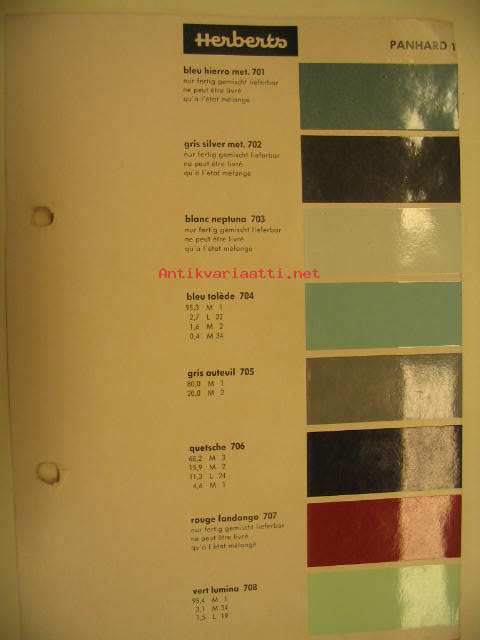 Herberts
PANHARD 1
bleu hierro met. 701
nur fertig gemischt lieferbar
ne peut être livré
qu'à l'état mélange
gris silver met. 702
nur fertig gemischt lieferbar
ne peut être livré
qu'à l'état mélange
blanc neptune 703
nur fertig gemischt lieferbar
ne peut être livré
qu'à l'état mélangé
Antikvariaatti.net
bleu tolède 704
95,3 M 1
2,7 L 22
1,6 M 2
0,4 M 34
gris auteuil 705
80,0 M 1
20,0 M 2
quetsche 706
68,2 M 3
15,9 M 2
11,3 L 24
4,6 M 1
rouge fandango 707
nur fertig gemischt lieferbar
ne peut être livré
qu'à l'état mélangé
vert lumina 708
95,4 M 1
3,1 M 34
1,5 L 19